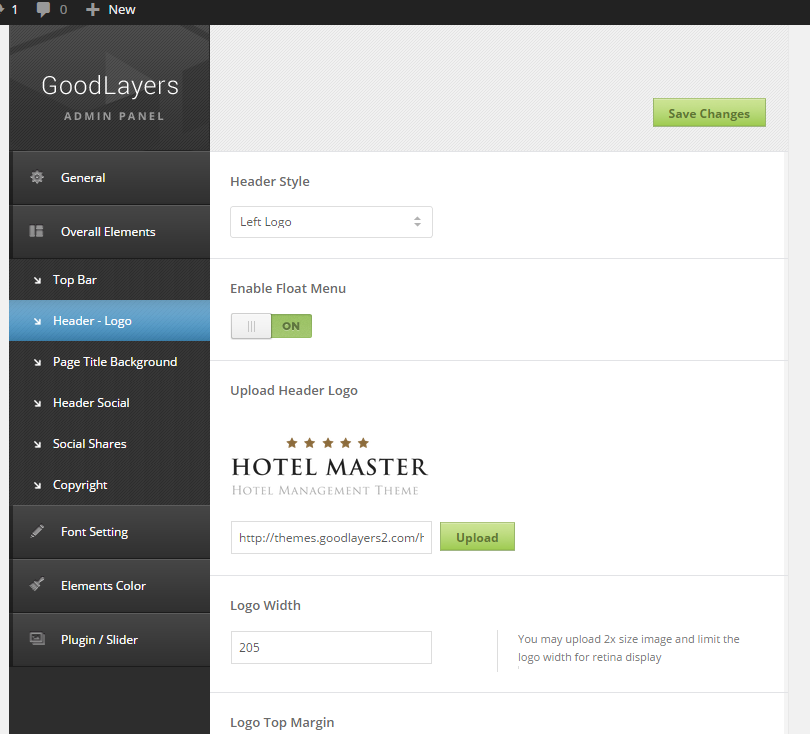 1 0 New
GoodLayers
ADMIN PANEL
Save Changes
General
Overall Elements
Top Bar
Header - Logo
Page Title Background
Header Social
Social Shares
Copyright
Font Setting
Elements Color
Plugin / Slider
Header Style
Left Logo
Enable Float Menu
ON
Upload Header Logo
HOTEL MASTER
HOTEL MANAGEMENT THEME
http://themes.goodlayers2.com/h
Upload
Logo Width
205
You may upload 2x size image and limit the
logo width for retina display
Logo Top Margin